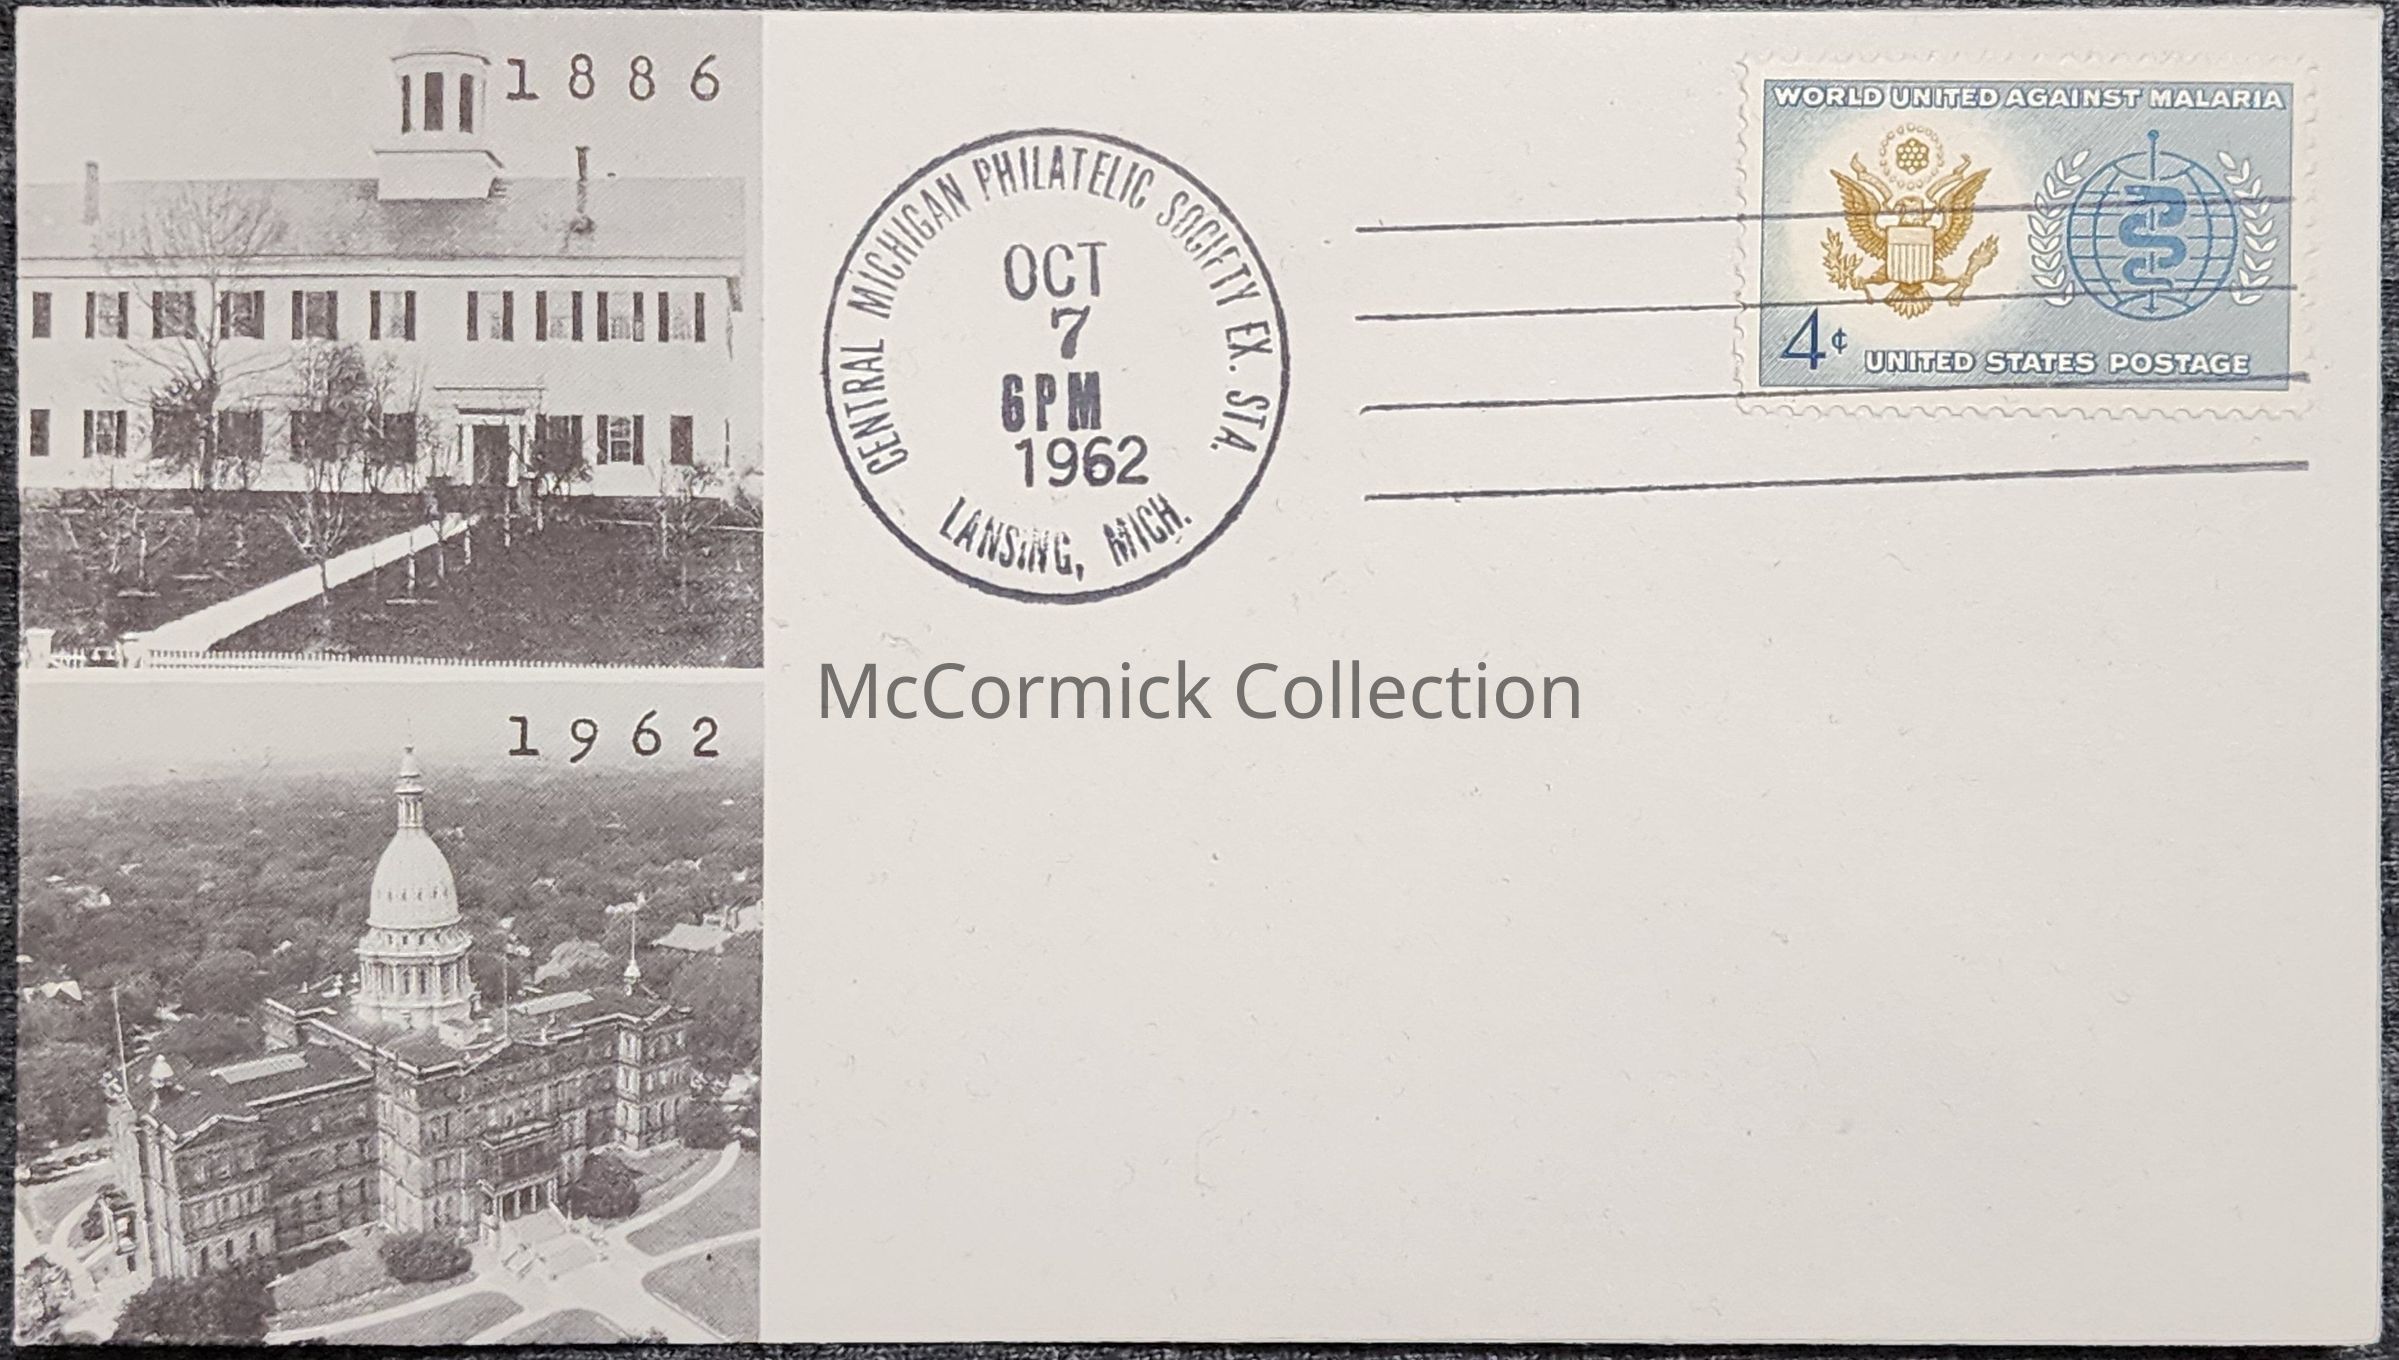 1886
1962
CENTRAL MICHIGAN PHILATELIC SOCIETY EX. STA.
OCT
7
6PM
1962
LANSING, MICH.
WORLD UNITED AGAINST MALARIA
4¢ UNITED STATES POSTAGE
McCormick Collection